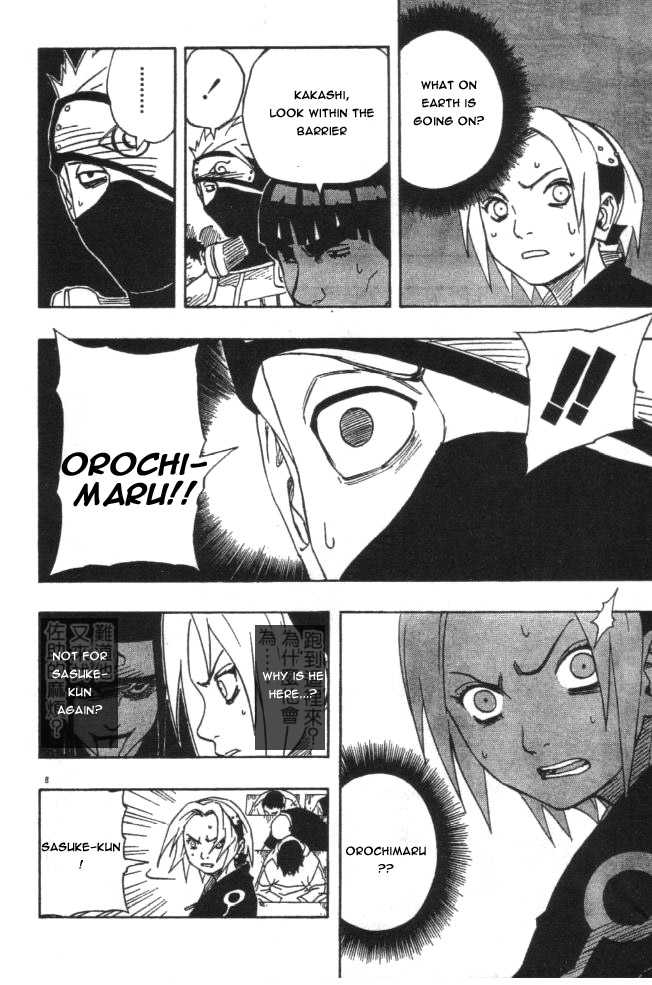 WHAT ON
EARTH IS
GOING ON?
KAKASHI,
LOOK WITHIN THE
BARRIER
!
........
!!
OROCHI-
MARU!!
OROCHIMARU
??
WHY IS HE
HERE...?
NOT FOR
SASUKE-
KUN
AGAIN?
SASUKE-KUN
!